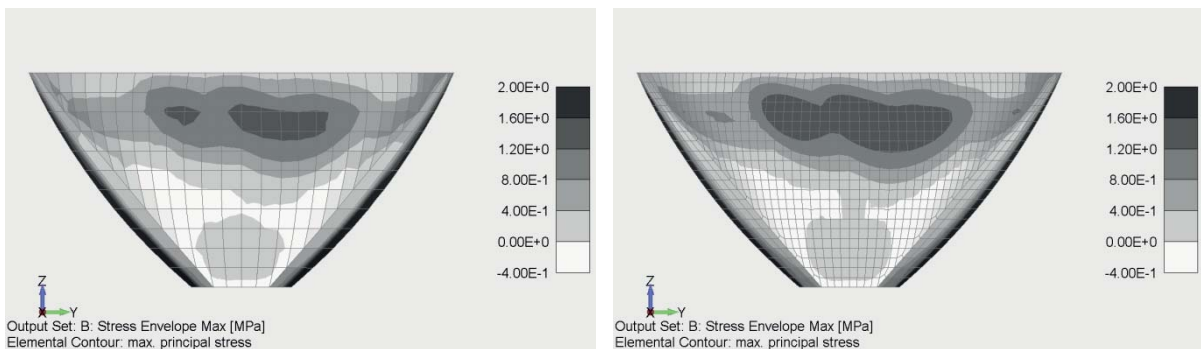 2.00E+0
1.60E+0
1.20E+0
8.00E-1
4.00E-1
0.00E+0
-4.00E-1
Z
X Y
Output Set: B: Stress Envelope Max [MPa]
Elemental Contour: max. principal stress
2.00E+0
1.60E+0
1.20E+0
8.00E-1
4.00E-1
0.00E+0
-4.00E-1
Z
X Y
Output Set: B: Stress Envelope Max [MPa]
Elemental Contour: max. principal stress